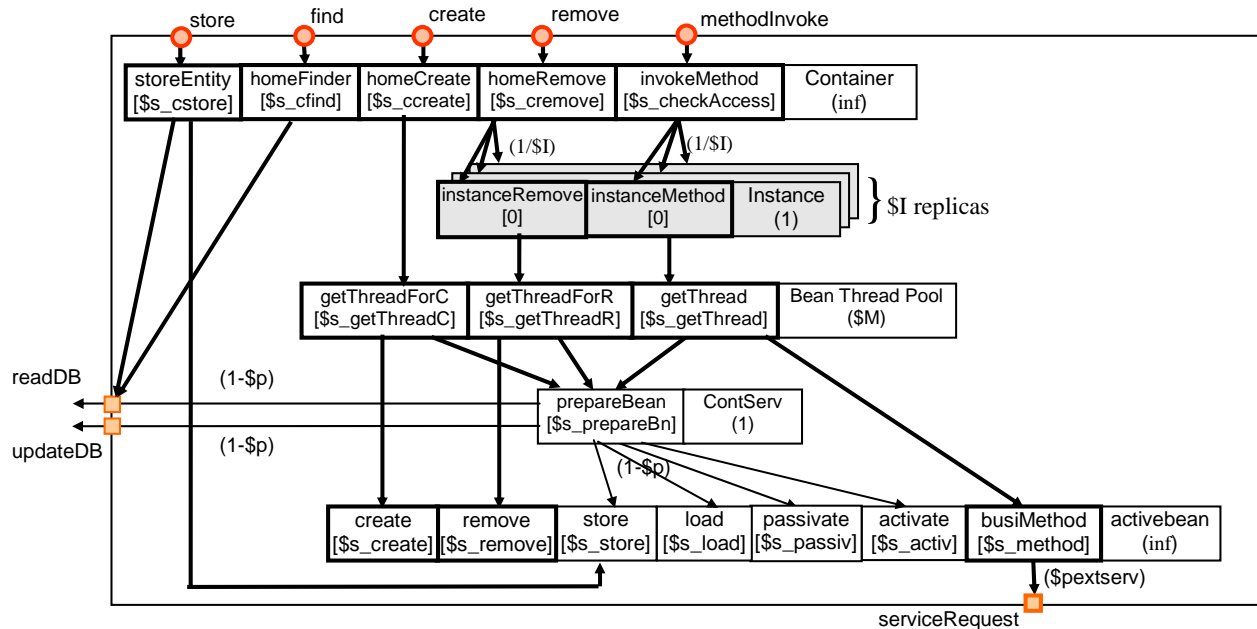 store
find
create
remove
methodInvoke
storeEntity
[$s_cstore]
homeFinder
[$s_cfind]
homeCreate
[$s_ccreate]
homeRemove
[$s_cremove]
invokeMethod
[$s_checkAccess]
Container
(inf)
(1/$I)
(1/$I)
instanceRemove
[0]
instanceMethod
[0]
Instance
(1)
} $I replicas
getThreadForC
[$s_getThreadC]
getThreadForR
[$s_getThreadR]
getThread
[$s_getThread]
Bean Thread Pool
($M)
readDB
(1-$p)
prepareBean
[$s_prepareBn]
ContServ
(1)
updateDB
(1-$p)
(1-$p)
create
[$s_create]
remove
[$s_remove]
store
[$s_store]
load
[$s_load]
passivate
[$s_passiv]
activate
[$s_activ]
busiMethod
[$s_method]
activebean
(inf)
($pextserv)
serviceRequest